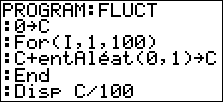 PROGRAM:FLUCT
:0→C
:For(I,1,100)
:C+entAléat(0,1)→C
:End
:Disp C/100